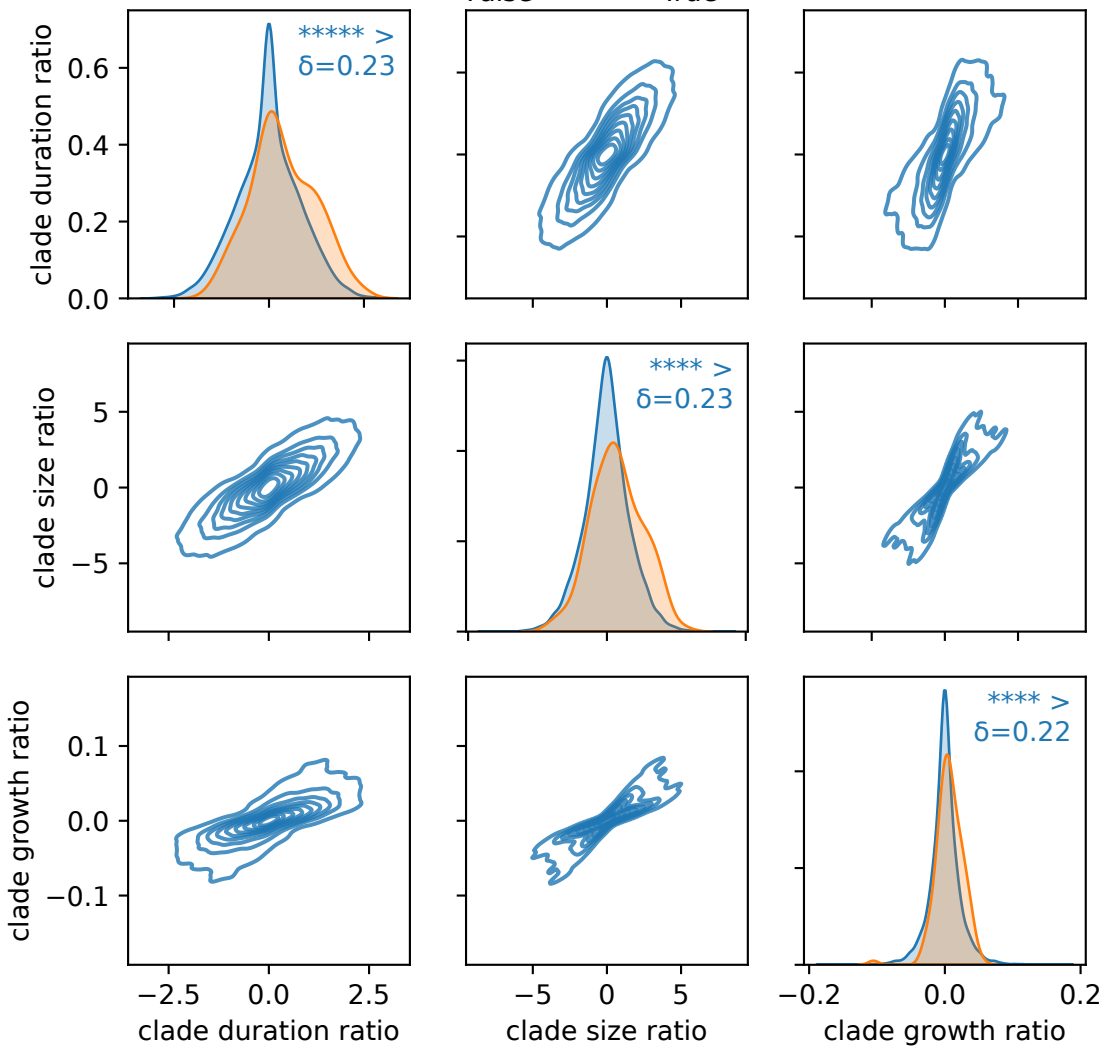 clade duration ratio
0.6
0.4
0.2
0.0
***** >
δ=0.23
clade size ratio
5
0
−5
**** >
δ=0.23
clade growth ratio
0.1
0.0
−0.1
**** >
δ=0.22
−2.5 0.0 2.5
−5 0 5
−0.2 0.0 0.2
clade duration ratio
clade size ratio
clade growth ratio